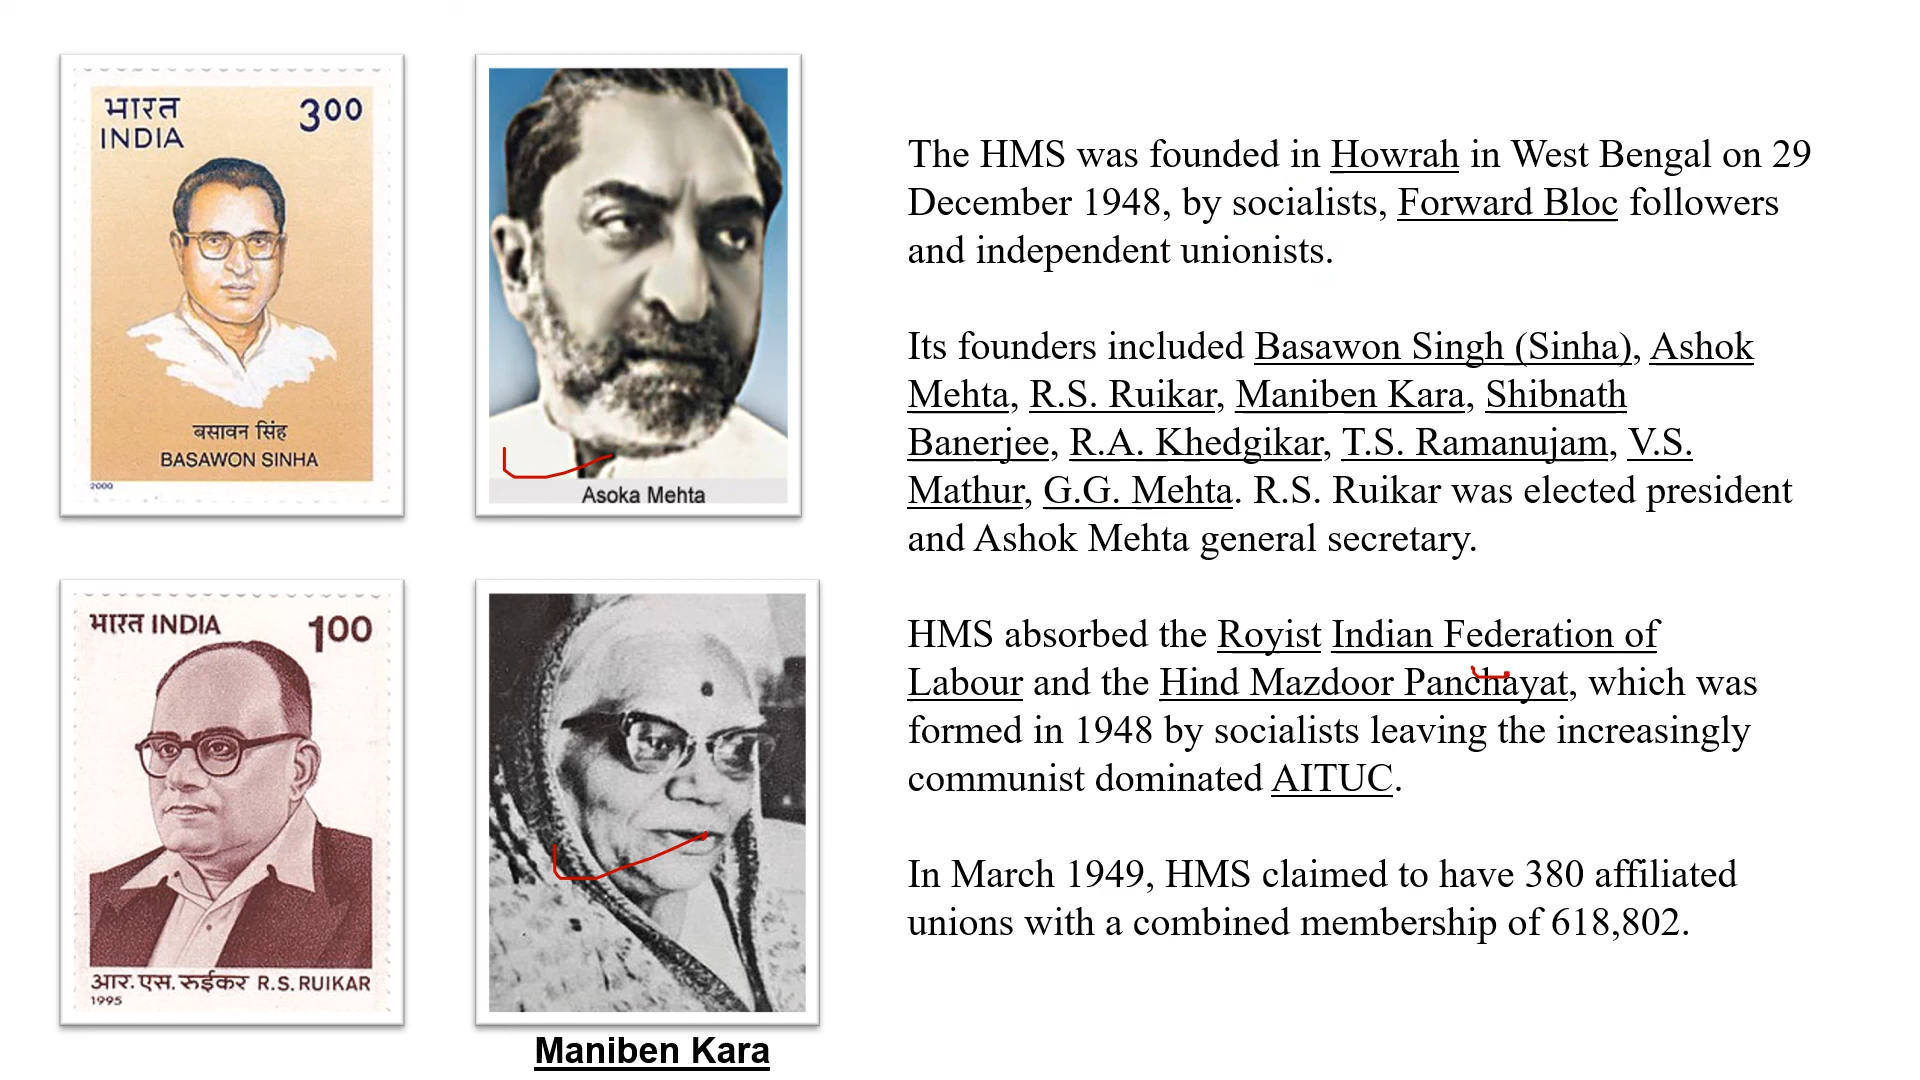 भारत
INDIA
300
बसावन सिंह
BASAWON SINHA
2000
Asoka Mehta
भारत INDIA
100
आर. एस. रुईकर R.S. RUIKAR
1995
Maniben Kara
The HMS was founded in Howrah in West Bengal on 29
December 1948, by socialists, Forward Bloc followers
and independent unionists.
Its founders included Basawon Singh (Sinha), Ashok
Mehta, R.S. Ruikar, Maniben Kara, Shibnath
Banerjee, R.A. Khedgikar, T.S. Ramanujam, V.S.
Mathur, G.G. Mehta. R.S. Ruikar was elected president
and Ashok Mehta general secretary.
HMS absorbed the Royist Indian Federation of
Labour and the Hind Mazdoor Panchayat, which was
formed in 1948 by socialists leaving the increasingly
communist dominated AITUC.
In March 1949, HMS claimed to have 380 affiliated
unions with a combined membership of 618,802.